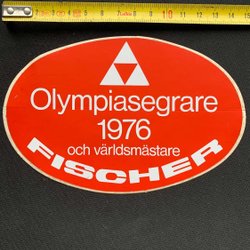 Olympiasegrare
1976
och världsmästare
FISCHER